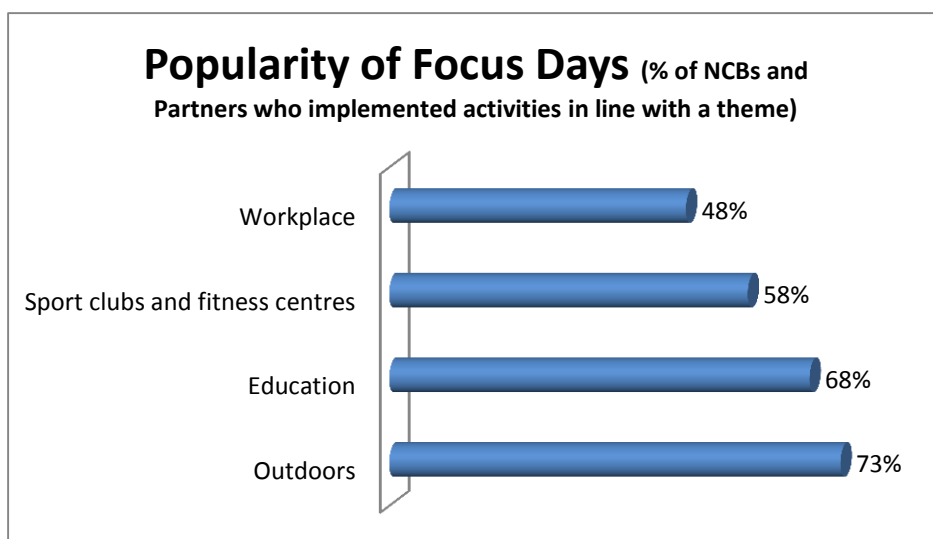 Popularity of Focus Days (% of NCBs and
Partners who implemented activities in line with a theme)
Workplace
48%
Sport clubs and fitness centres
58%
Education
68%
Outdoors
73%